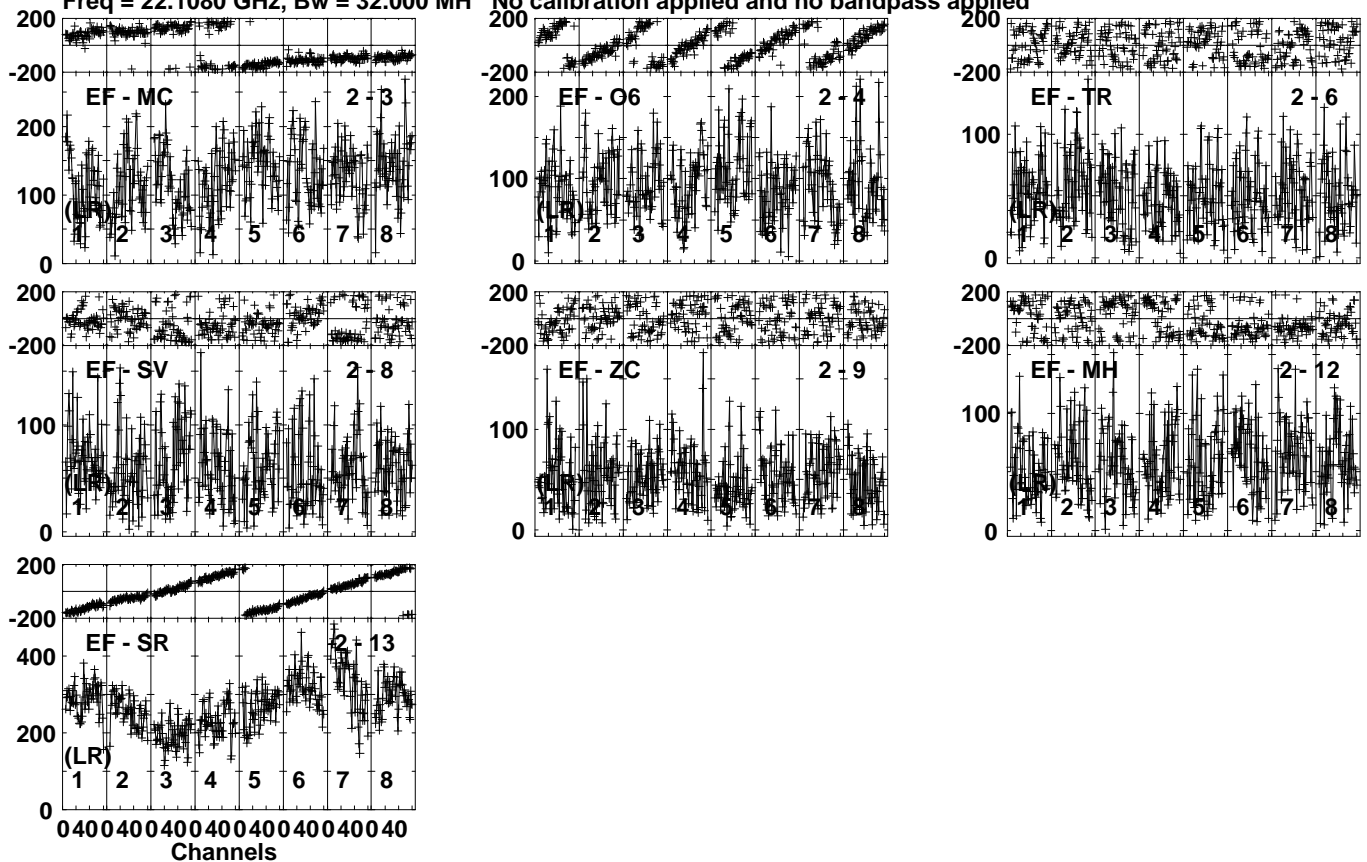 Freq = 22.1080 GHz, Bw = 32.000 MH No calibration applied and no bandpass applied
200
-200
EF - MC 2 - 3
200
100
0
(LR)
1 2 3 4 5 6 7 8
200
-200
EF - O6 2 - 4
200
100
0
(LR)
1 2 3 4 5 6 7 8
200
-200
EF - TR 2 - 6
100
0
(LR)
1 2 3 4 5 6 7 8
200
-200
EF - SV 2 - 8
100
0
(LR)
1 2 3 4 5 6 7 8
200
-200
EF - ZC 2 - 9
100
0
(LR)
1 2 3 4 5 6 7 8
200
-200
EF - MH 2 - 12
100
0
(LR)
1 2 3 4 5 6 7 8
200
-200
EF - SR 2 - 13
400
200
0
(LR)
1 2 3 4 5 6 7 8
0 40 0 40 0 40 0 40 0 40 0 40 0 40 0 40
Channels